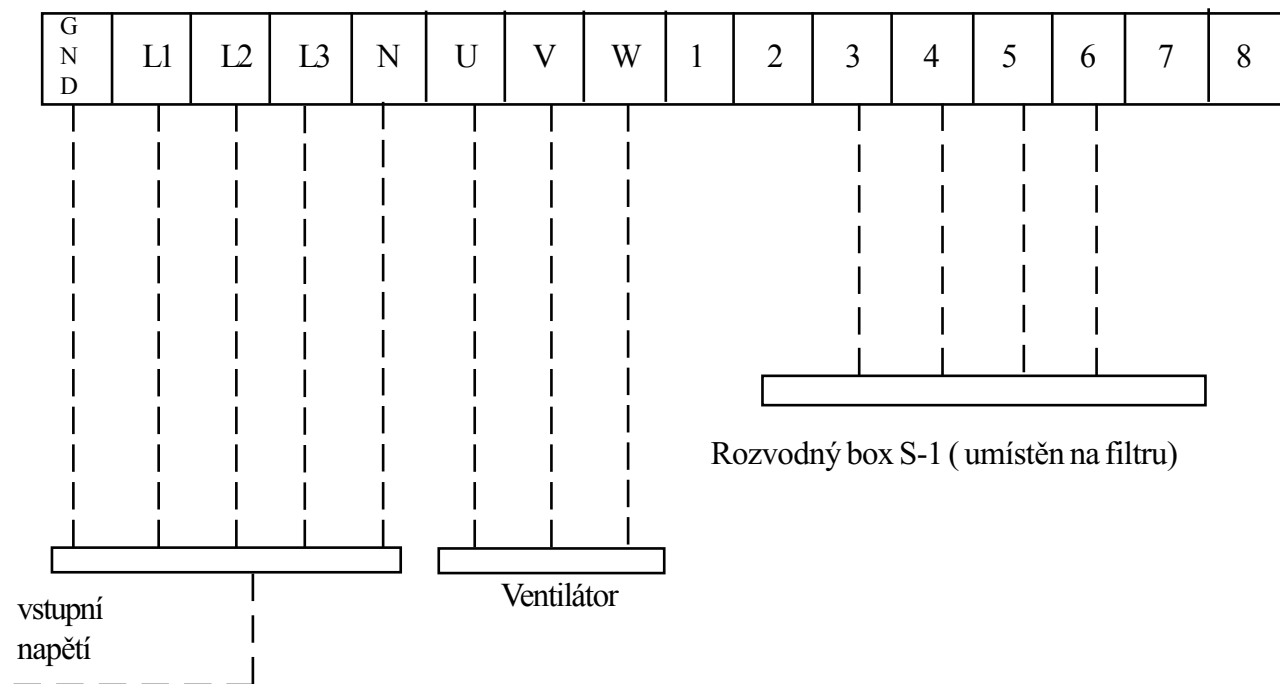 GND L1 L2 L3 N U V W 1 2 3 4 5 6 7 8
Rozvodný box S-1 ( umístěn na filtru)
Ventilátor
vstupní
napětí